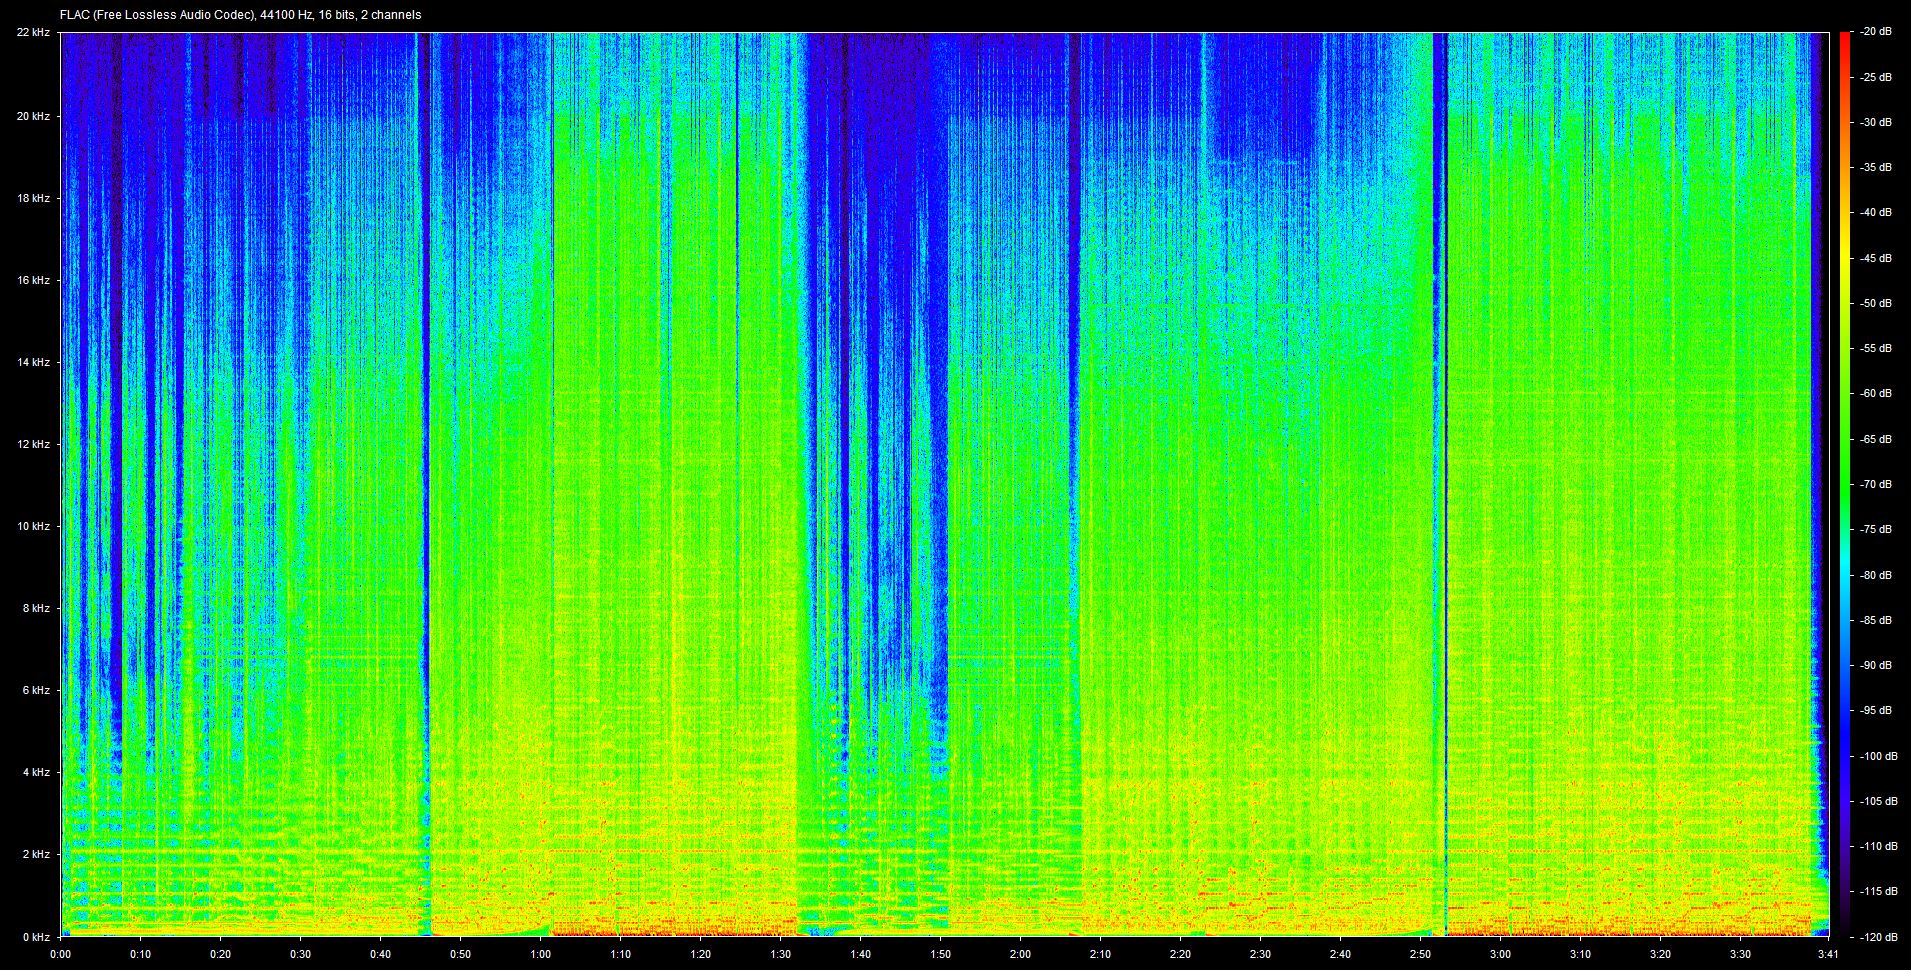 FLAC (Free Lossless Audio Codec), 44100 Hz, 16 bits, 2 channels
22 kHz
20 kHz
18 kHz
16 kHz
14 kHz
12 kHz
10 kHz
8 kHz
6 kHz
4 kHz
2 kHz
0 kHz
0:00 0:10 0:20 0:30 0:40 0:50 1:00 1:10 1:20 1:30 1:40 1:50 2:00 2:10 2:20 2:30 2:40 2:50 3:00 3:10 3:20 3:30 3:41
-20 dB
-25 dB
-30 dB
-35 dB
-40 dB
-45 dB
-50 dB
-55 dB
-60 dB
-65 dB
-70 dB
-75 dB
-80 dB
-85 dB
-90 dB
-95 dB
-100 dB
-105 dB
-110 dB
-115 dB
-120 dB